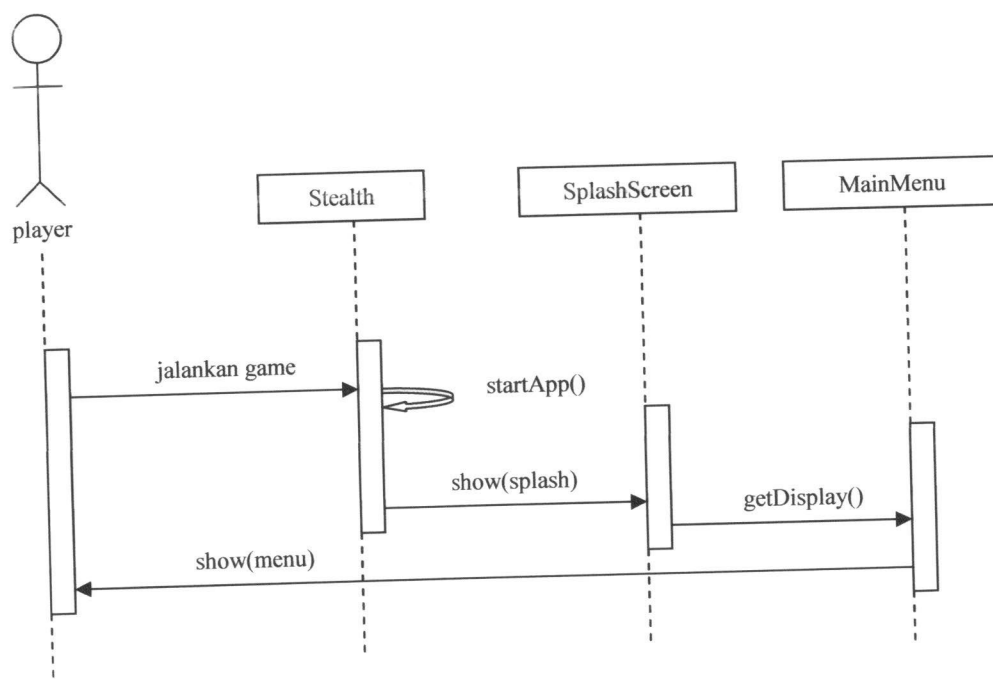 Stealth
SplashScreen
MainMenu
player
jalankan game
startApp()
show(splash)
getDisplay()
show(menu)